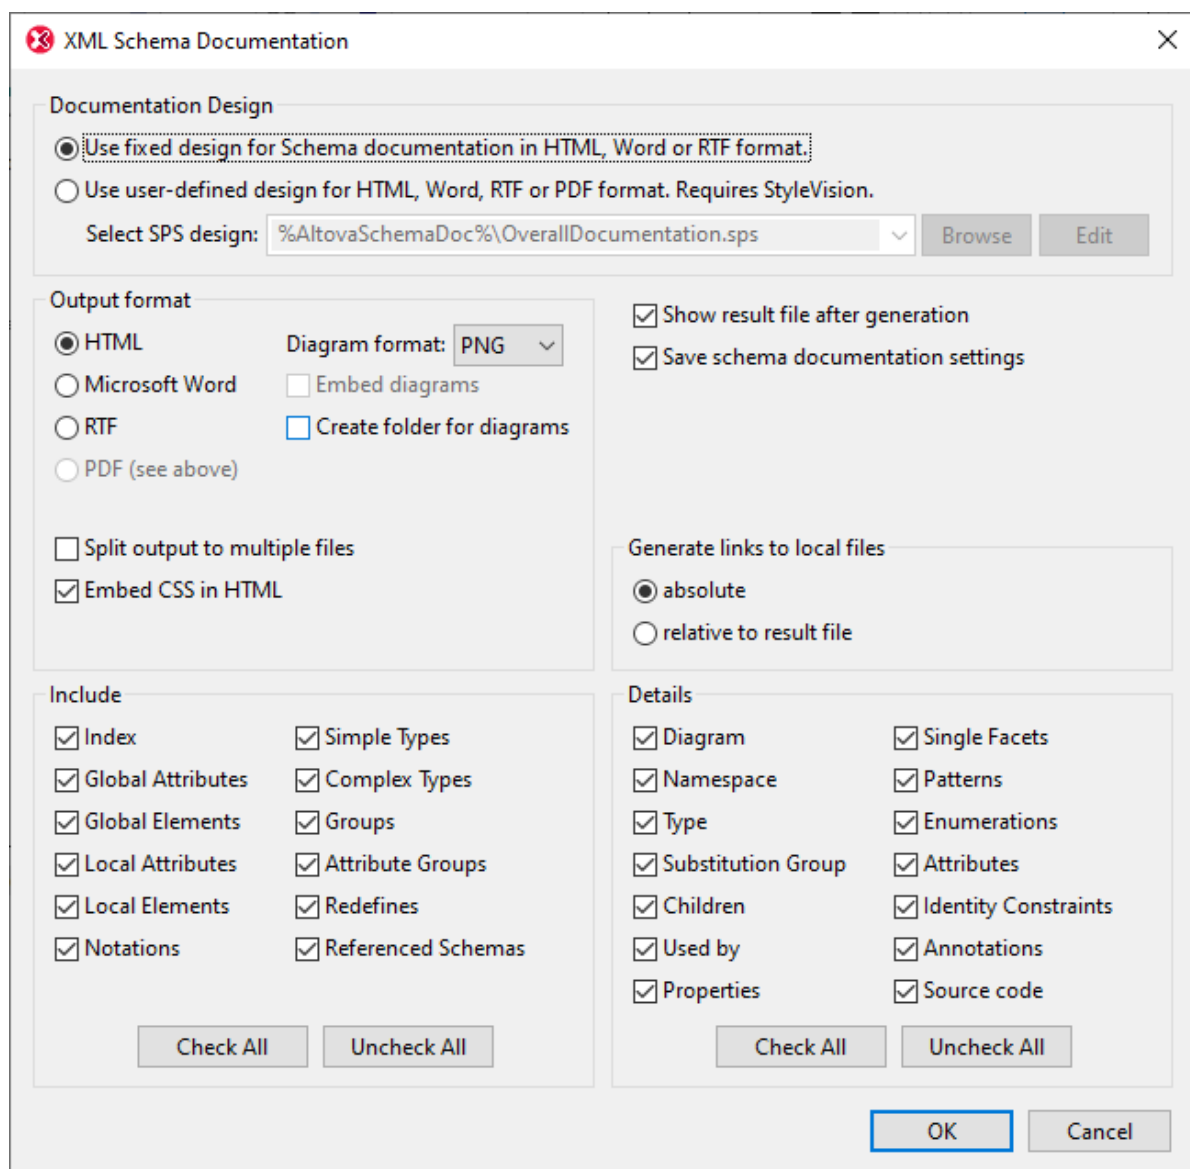 XML Schema Documentation
Documentation Design
Use fixed design for Schema documentation in HTML, Word or RTF format.
Use user-defined design for HTML, Word, RTF or PDF format. Requires StyleVision.
Select SPS design: %AltovaSchemaDoc%\OverallDocumentation.sps Browse Edit
Output format
HTML Diagram format: PNG
Microsoft Word Embed diagrams
RTF Create folder for diagrams
PDF (see above)
Split output to multiple files
Embed CSS in HTML
Show result file after generation
Save schema documentation settings
Generate links to local files
absolute
relative to result file
Include
Index Simple Types
Global Attributes Complex Types
Global Elements Groups
Local Attributes Attribute Groups
Local Elements Redefines
Notations Referenced Schemas
Check All Uncheck All
Details
Diagram Single Facets
Namespace Patterns
Type Enumerations
Substitution Group Attributes
Children Identity Constraints
Used by Annotations
Properties Source code
Check All Uncheck All
OK Cancel